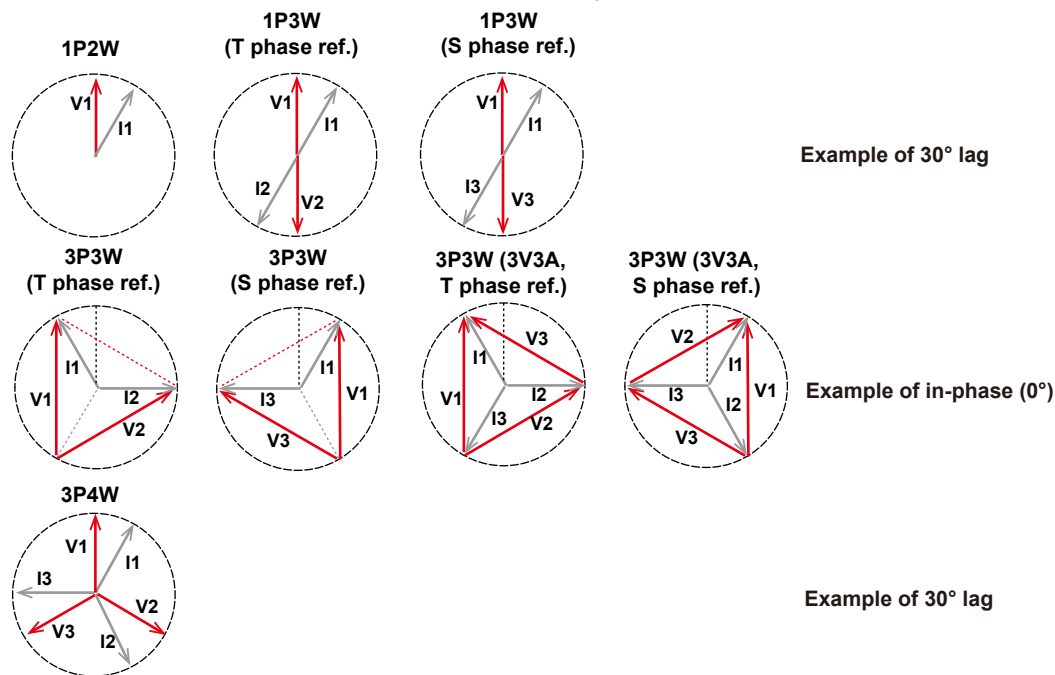 1P2W
1P3W
(T phase ref.)
1P3W
(S phase ref.)
V1
I1
V1
I1
I2
V2
V1
I1
I3
V3
Example of 30° lag
3P3W
(T phase ref.)
3P3W
(S phase ref.)
3P3W (3V3A,
T phase ref.)
3P3W (3V3A,
S phase ref.)
I1
V1
I2
V2
I1
V1
I3
V3
V3
I1
V1
I2
I3
V2
V2
I1
I3
I2
V1
V3
Example of in-phase (0°)
3P4W
V1
I1
I3
V2
V3
I2
Example of 30° lag